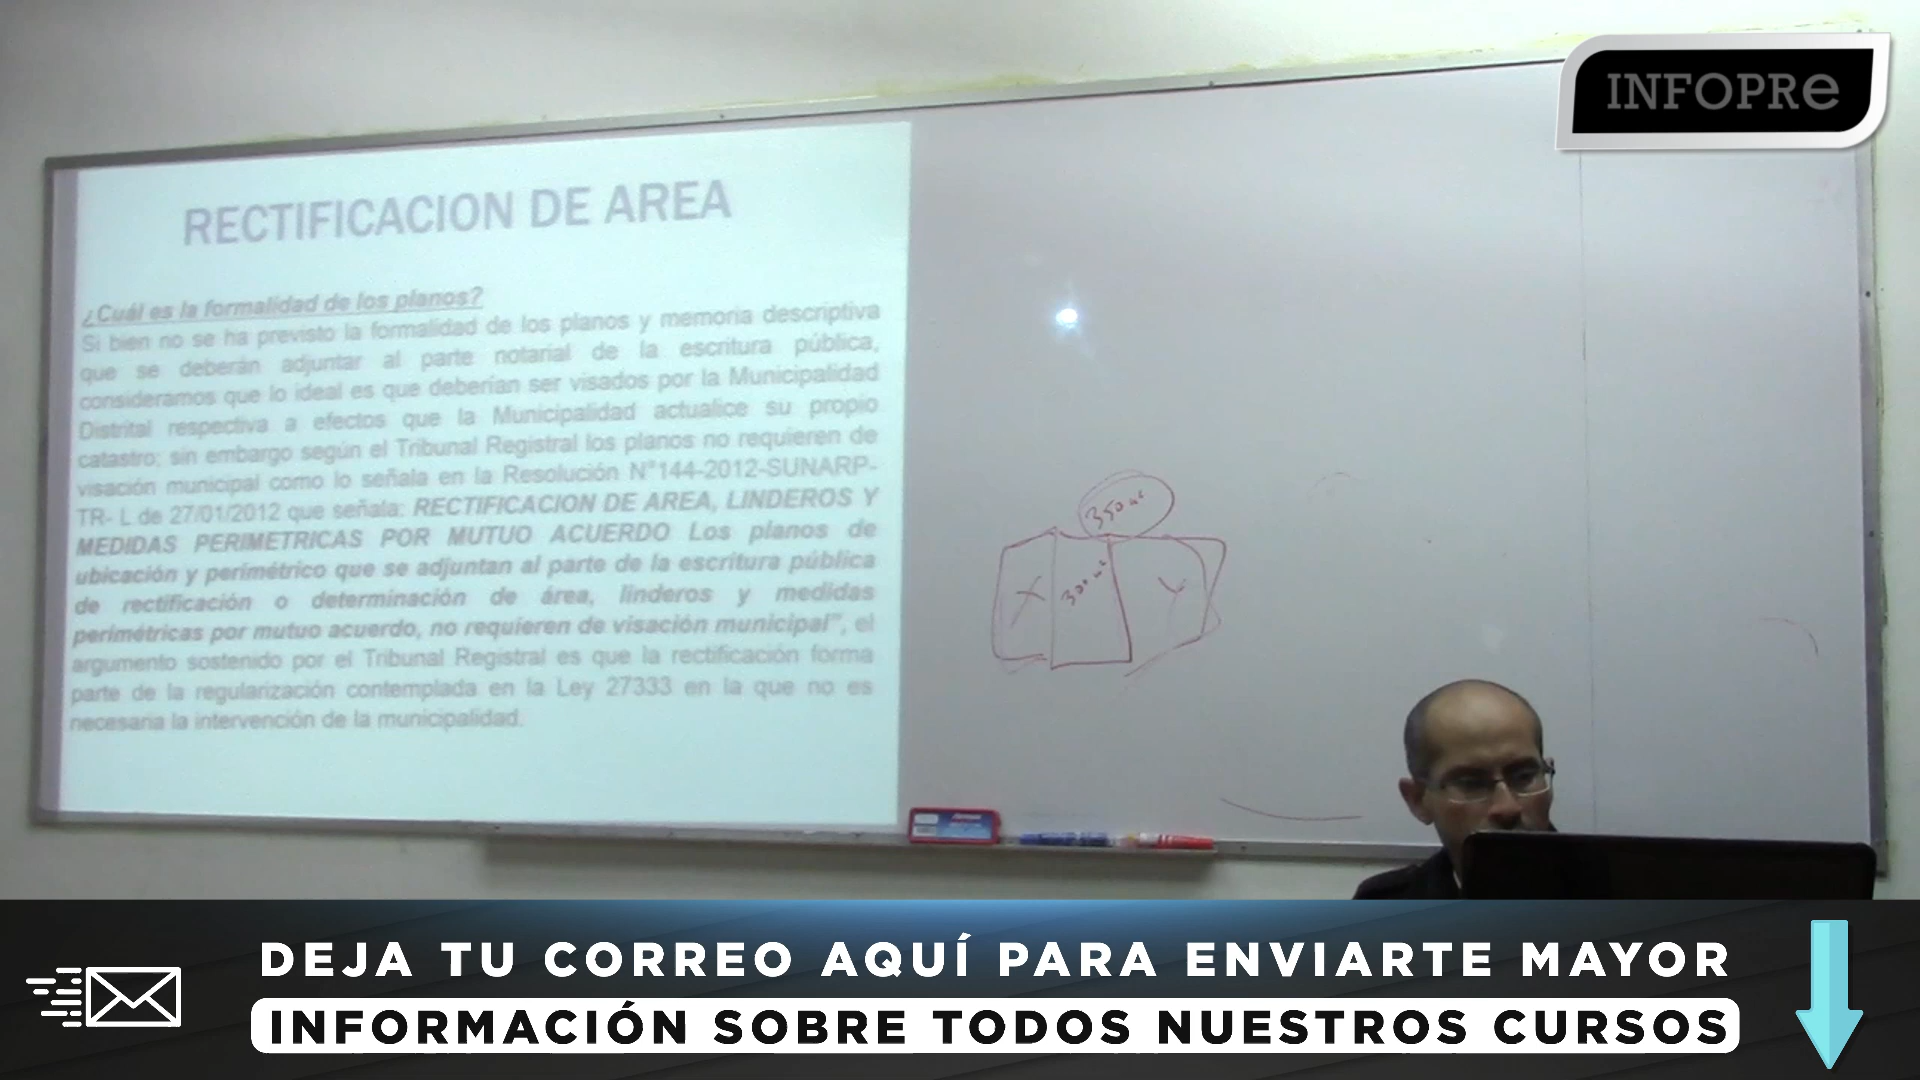 INFOPRe
RECTIFICACION DE AREA
¿Cuál es la formalidad de los planos?
Si bien no se ha previsto la formalidad de los planos y memoria descriptiva
que se deberán adjuntar al parte notarial de la escritura pública,
consideramos que lo ideal es que deberían ser visados por la Municipalidad
Distrital respectiva a efectos que la Municipalidad actualice su propio
catastro; sin embargo según el Tribunal Registral los planos no requieren de
visación municipal como lo señala en la Resolución N°144-2012-SUNARP-
TR- L de 27/01/2012 que señala: RECTIFICACION DE AREA, LINDEROS Y
MEDIDAS PERIMETRICAS POR MUTUO ACUERDO Los planos de
ubicación y perimétrico que se adjuntan al parte de la escritura pública
de rectificación o determinación de área, linderos y medidas
perimétricas por mutuo acuerdo, no requieren de visación municipal", el
argumento sostenido por el Tribunal Registral es que la rectificación forma
parte de la regularización contemplada en la Ley 27333 en la que no es
necesaria la intervención de la municipalidad.
350 m²
X
300 m²
Y
DEJA TU CORREO AQUÍ PARA ENVIARTE MAYOR
INFORMACIÓN SOBRE TODOS NUESTROS CURSOS